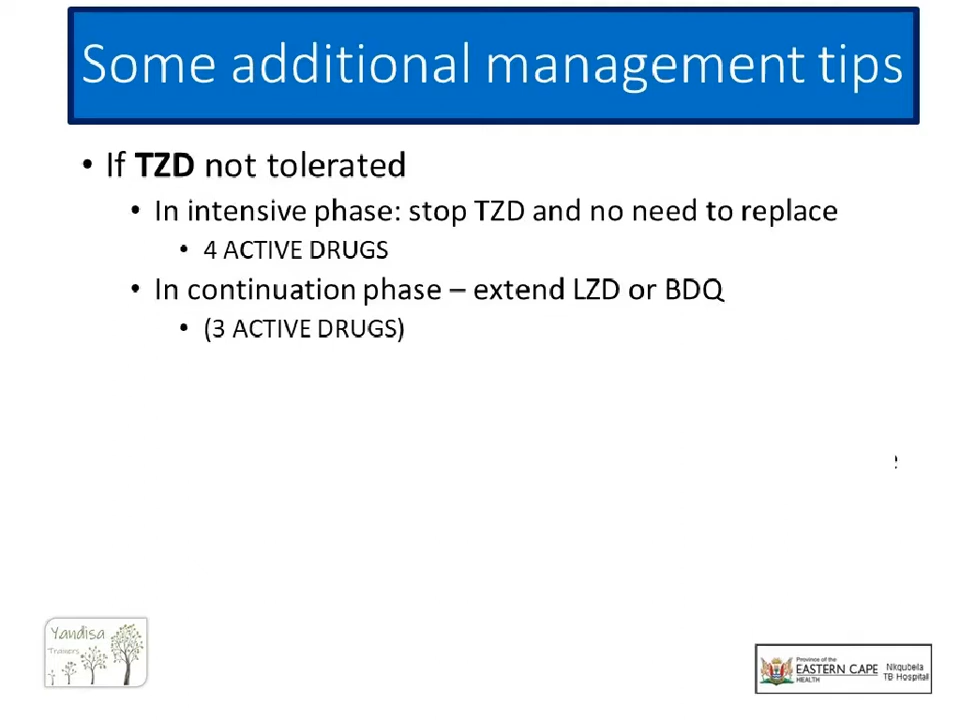 Some additional management tips
• If TZD not tolerated
• In intensive phase: stop TZD and no need to replace
• 4 ACTIVE DRUGS
• In continuation phase – extend LZD or BDQ
• (3 ACTIVE DRUGS)
Yandisa
Trainers
Province of the
EASTERN CAPE
HEALTH
Nkqubela
TB Hospital